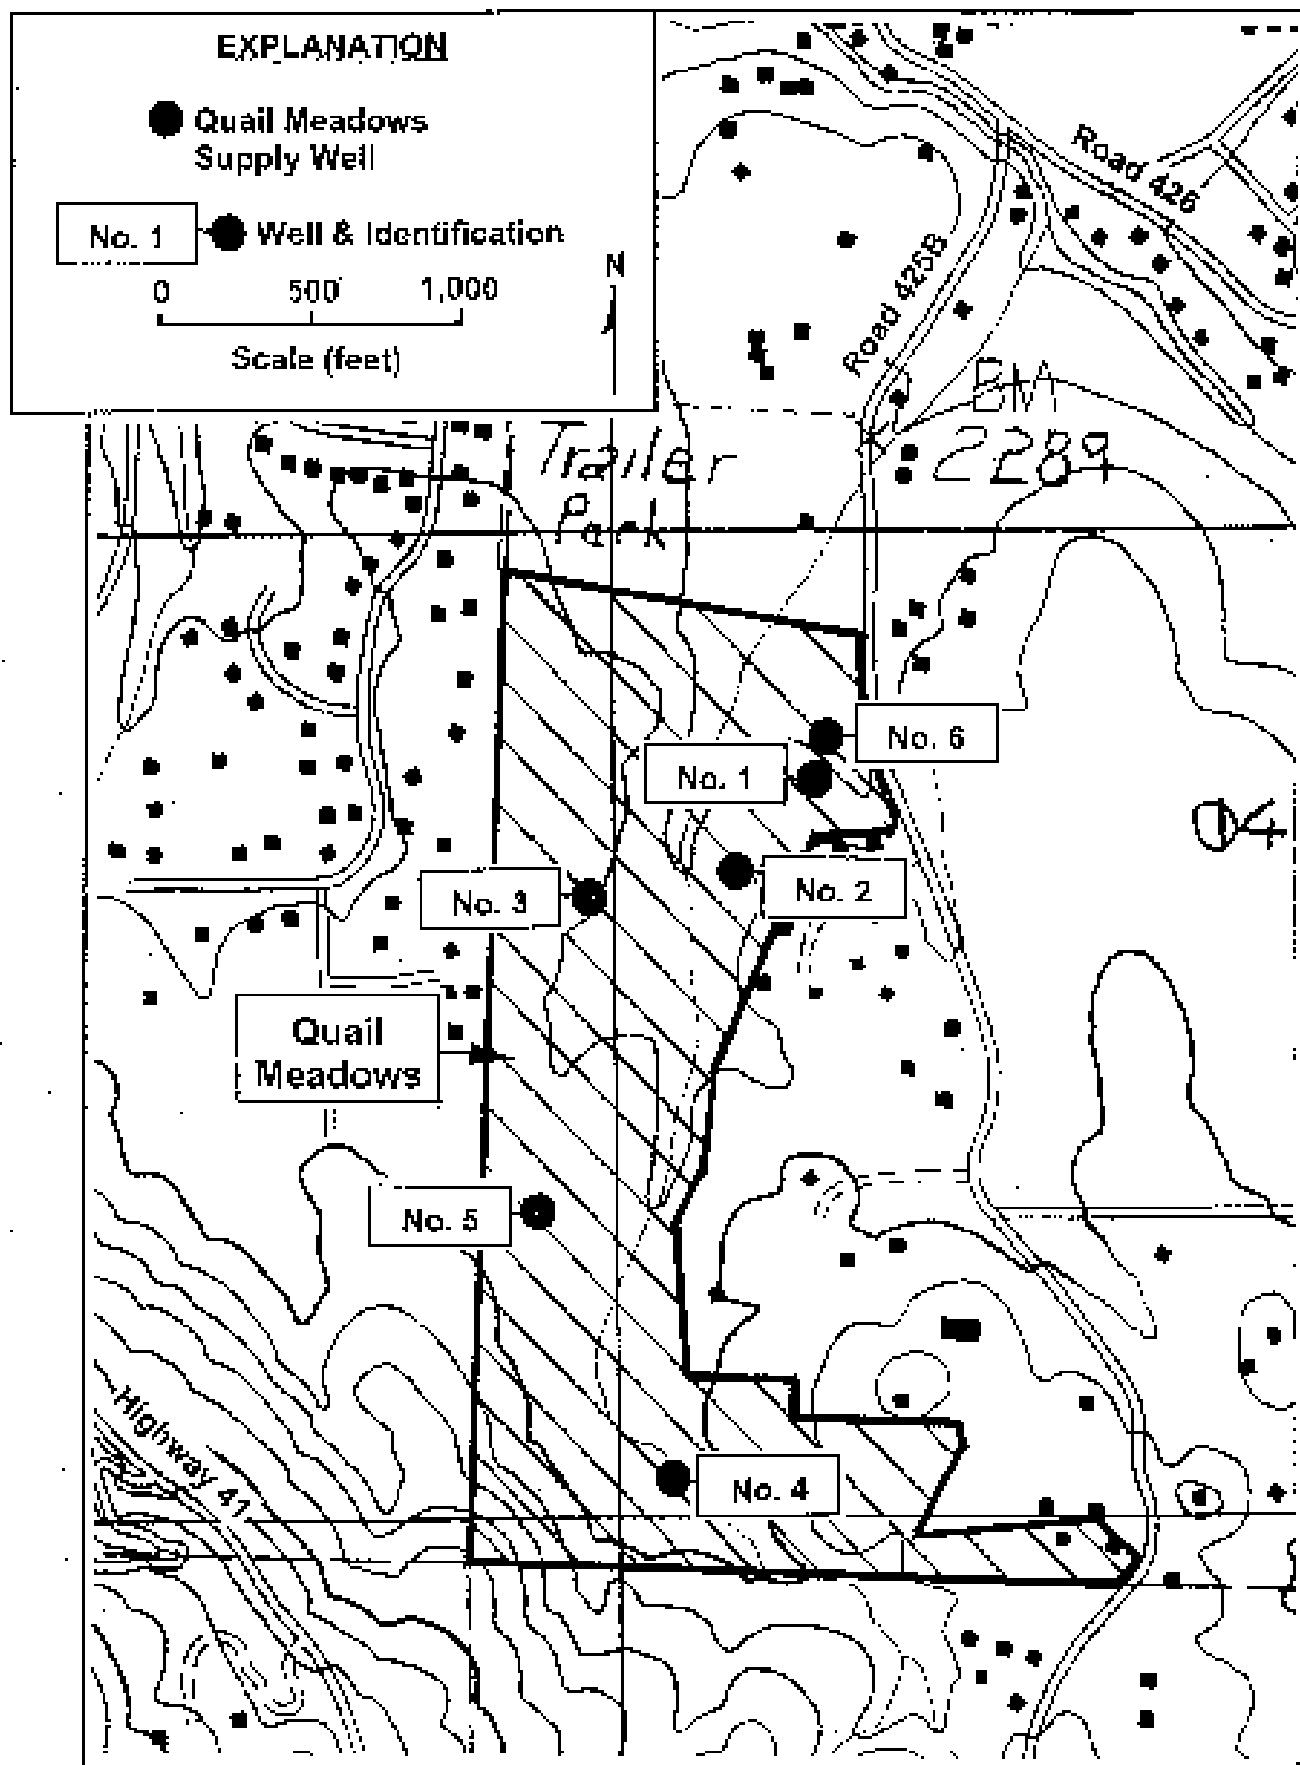 EXPLANATION
Quail Meadows
Supply Well
No. 1
Well & Identification
N
0 500' 1,000
Scale (feet)
Road 426
Road 425B
BM
2289
Trailer
Park
No. 6
No. 1
04
No. 2
No. 3
Quail
Meadows
No. 5
Highway 41
No. 4